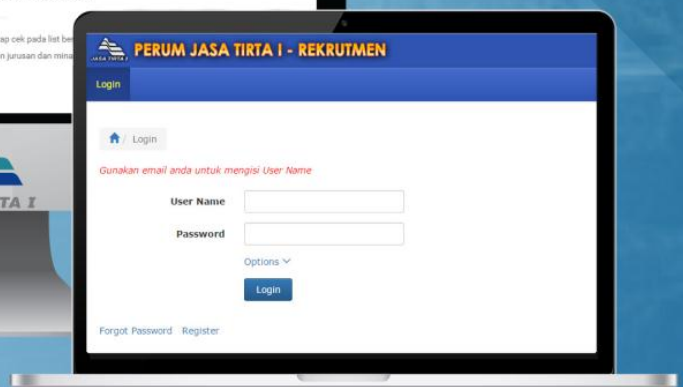 ap cek pada list be
n jurusan dan mina
TA I
JASA TIRTA I
PERUM JASA TIRTA I - REKRUTMEN
Login
/ Login
Gunakan email anda untuk mengisi User Name
User Name
Password
Options
Login
Forgot Password Register